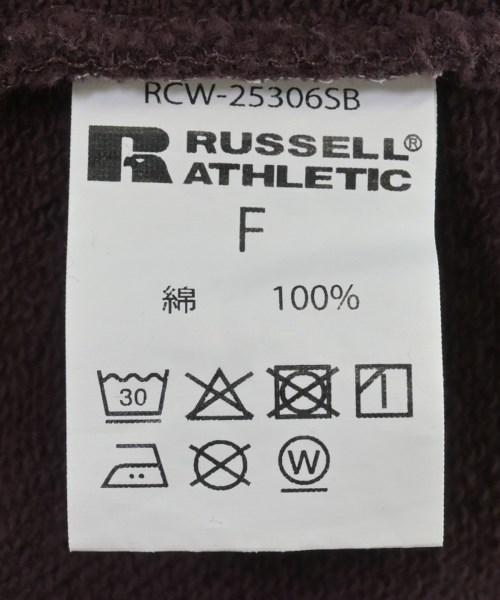 RCW-25306SB
RUSSELL®
ATHLETIC
F
綿 100%
30
W